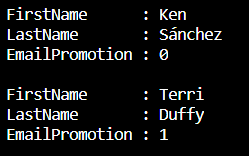 FirstName      : Ken
LastName       : Sánchez
EmailPromotion : 0

FirstName      : Terri
LastName       : Duffy
EmailPromotion : 1